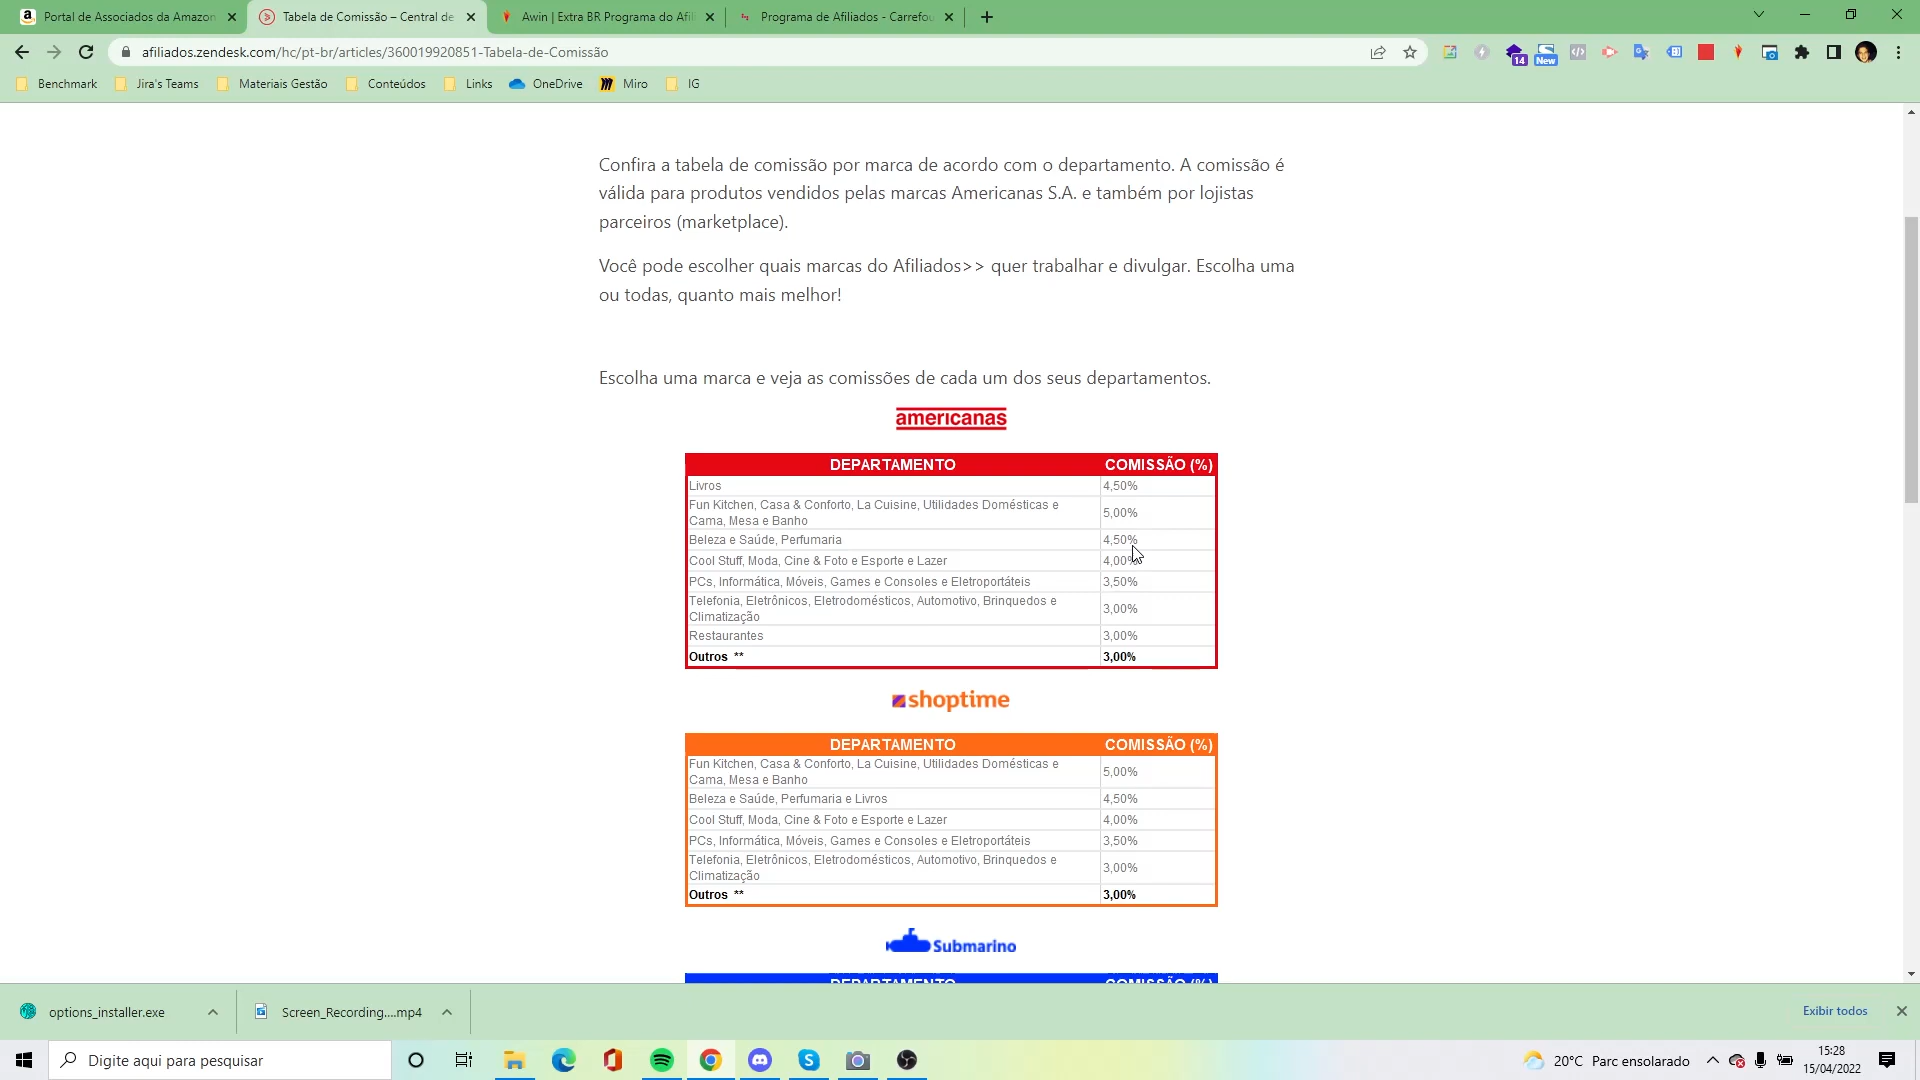 Portal de Associados da Amazon
Tabela de Comissão – Central de
Awin | Extra BR Programa do Afil
Programa de Afiliados - Carrefou
afiliados.zendesk.com/hc/pt-br/articles/360019920851-Tabela-de-Comissão
14
New
Benchmark
Jira's Teams
Materiais Gestão
Conteúdos
Links
OneDrive
Miro
IG
Confira a tabela de comissão por marca de acordo com o departamento. A comissão é
válida para produtos vendidos pelas marcas Americanas S.A. e também por lojistas
parceiros (marketplace).
Você pode escolher quais marcas do Afiliados>> quer trabalhar e divulgar. Escolha uma
ou todas, quanto mais melhor!
Escolha uma marca e veja as comissões de cada um dos seus departamentos.
americanas
DEPARTAMENTO COMISSÃO (%)
Livros 4,50%
Fun Kitchen, Casa & Conforto, La Cuisine, Utilidades Domésticas e
Cama, Mesa e Banho 5,00%
Beleza e Saúde, Perfumaria 4,50%
Cool Stuff, Moda, Cine & Foto e Esporte e Lazer 4,00%
PCs, Informática, Móveis, Games e Consoles e Eletroportáteis 3,50%
Telefonia, Eletrônicos, Eletrodomésticos, Automotivo, Brinquedos e
Climatização 3,00%
Restaurantes 3,00%
Outros ** 3,00%
shoptime
DEPARTAMENTO COMISSÃO (%)
Fun Kitchen, Casa & Conforto, La Cuisine, Utilidades Domésticas e
Cama, Mesa e Banho 5,00%
Beleza e Saúde, Perfumaria e Livros 4,50%
Cool Stuff, Moda, Cine & Foto e Esporte e Lazer 4,00%
PCs, Informática, Móveis, Games e Consoles e Eletroportáteis 3,50%
Telefonia, Eletrônicos, Eletrodomésticos, Automotivo, Brinquedos e
Climatização 3,00%
Outros ** 3,00%
Submarino
DEPARTAMENTO COMISSÃO (%)
options_installer.exe
Screen_Recording....mp4
Exibir todos
Digite aqui para pesquisar
20°C Parc ensolarado
15:28
15/04/2022